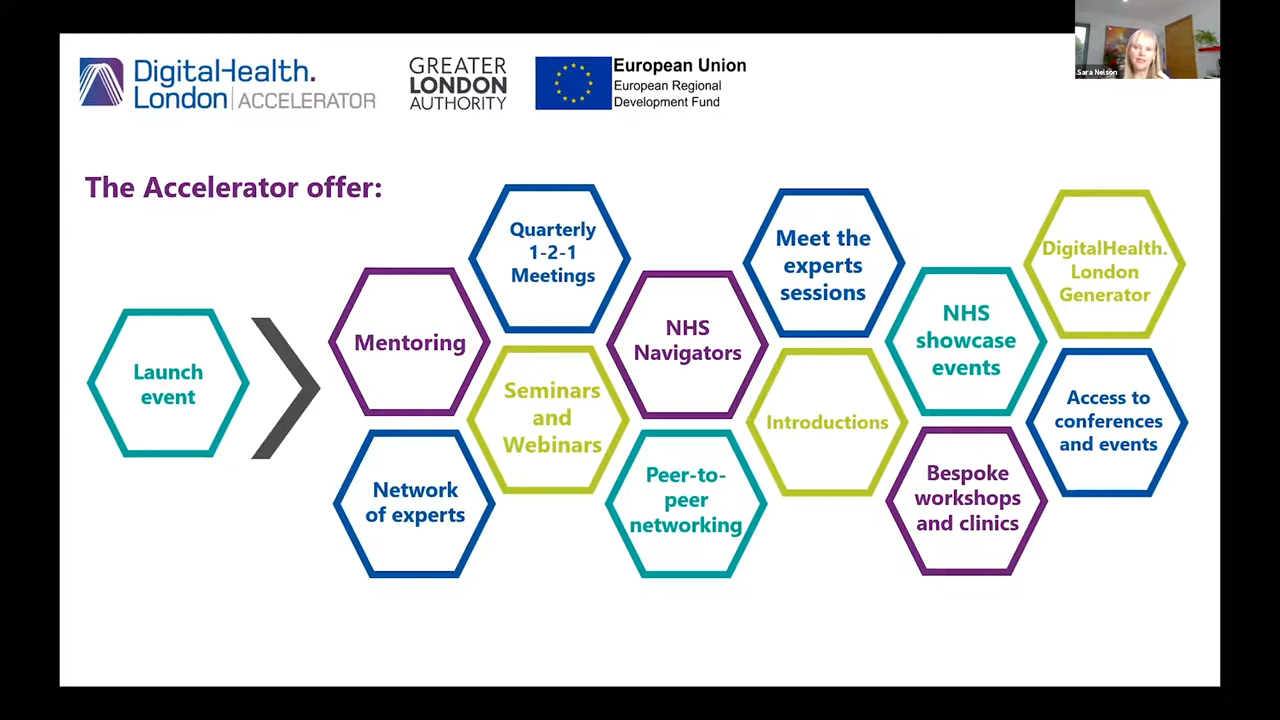 DigitalHealth.
London | ACCELERATOR
GREATER
LONDON
AUTHORITY
European Union
European Regional
Development Fund
Sara Nelson
The Accelerator offer:
Launch
event
Mentoring
Network
of experts
Quarterly
1-2-1
Meetings
Seminars
and
Webinars
NHS
Navigators
Peer-to-
peer
networking
Meet the
experts
sessions
Introductions
NHS
showcase
events
Bespoke
workshops
and clinics
DigitalHealth.
London
Generator
Access to
conferences
and events